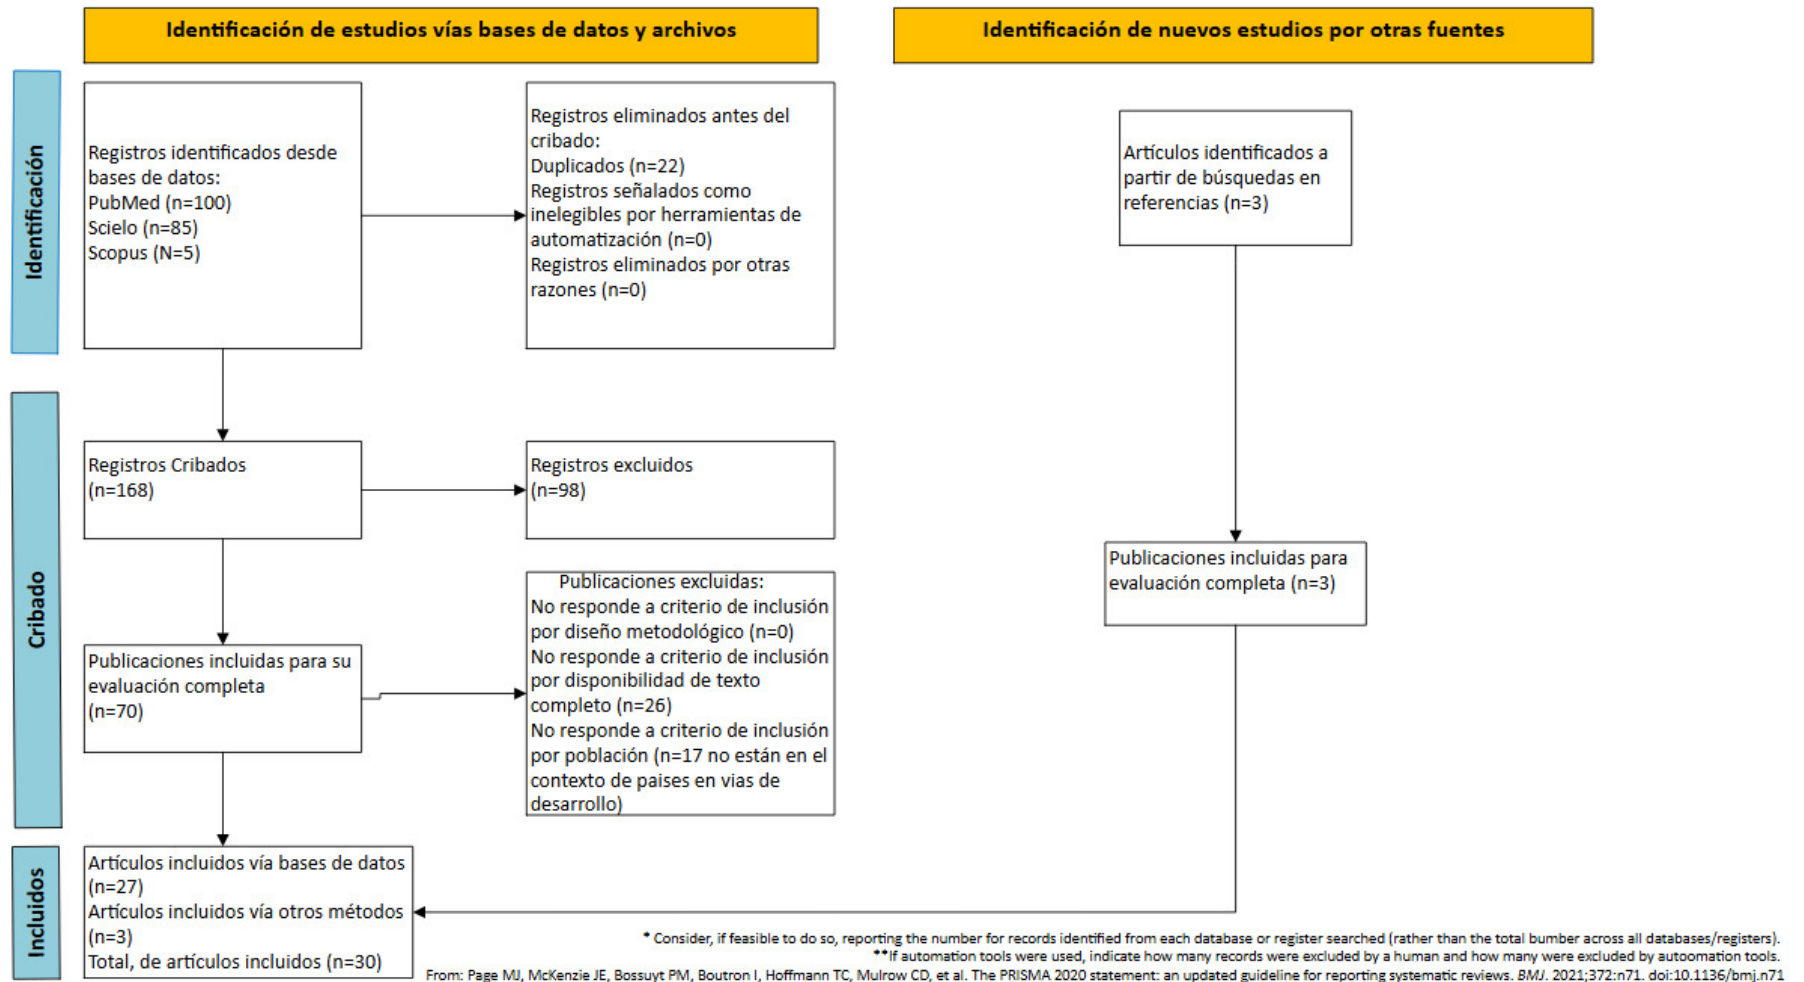 Identificación de estudios vías bases de datos y archivos
Identificación de nuevos estudios por otras fuentes
Identificación
Registros identificados desde
bases de datos:
PubMed (n=100)
Scielo (n=85)
Scopus (N=5)
Registros eliminados antes del
cribado:
Duplicados (n=22)
Registros señalados como
inelegibles por herramientas de
automatización (n=0)
Registros eliminados por otras
razones (n=0)
Artículos identificados a
partir de búsquedas en
referencias (n=3)
Cribado
Registros Cribados
(n=168)
Registros excluidos
(n=98)
Publicaciones incluidas para su
evaluación completa
(n=70)
Publicaciones excluidas:
No responde a criterio de inclusión
por diseño metodológico (n=0)
No responde a criterio de inclusión
por disponibilidad de texto
completo (n=26)
No responde a criterio de inclusión
por población (n=17 no están en el
contexto de paises en vias de
desarrollo)
Publicaciones incluidas para
evaluación completa (n=3)
Incluidos
Artículos incluidos vía bases de datos
(n=27)
Artículos incluidos vía otros métodos
(n=3)
Total, de artículos incluidos (n=30)
* Consider, if feasible to do so, reporting the number for records identified from each database or register searched (rather than the total bumber across all databases/registers).
**If automation tools were used, indicate how many records were excluded by a human and how many were excluded by autoomation tools.
From: Page MJ, McKenzie JE, Bossuyt PM, Boutron I, Hoffmann TC, Mulrow CD, et al. The PRISMA 2020 statement: an updated guideline for reporting systematic reviews. BMJ. 2021;372:n71. doi:10.1136/bmj.n71